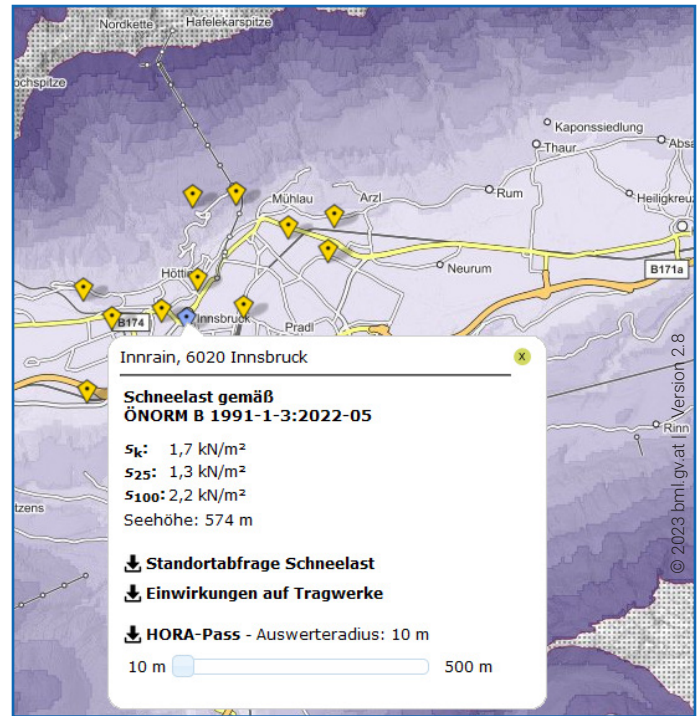 Nordkette
Hafelekarspitze
ochspitze
Kaponssiedlung
Thaur
Absa
Mühlau
Arzl
Rum
Heiligkreu
Hötti
Neurum
B171a
B174
Innsbruck
Pradl
Innrain, 6020 Innsbruck
x
Schneelast gemäß
ÖNORM B 1991-1-3:2022-05
sk: 1,7 kN/m²
s25: 1,3 kN/m²
s100: 2,2 kN/m²
Seehöhe: 574 m
Standortabfrage Schneelast
Einwirkungen auf Tragwerke
HORA-Pass - Auswerteradius: 10 m
10 m 500 m
Rinn
tzens
© 2023 bml.gv.at | Version 2.8